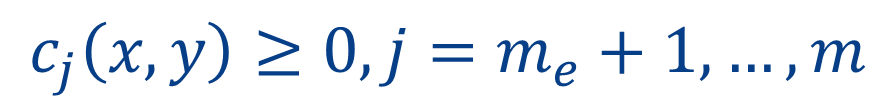 c_j(x, y) ≥ 0, j = m_e + 1, … , m